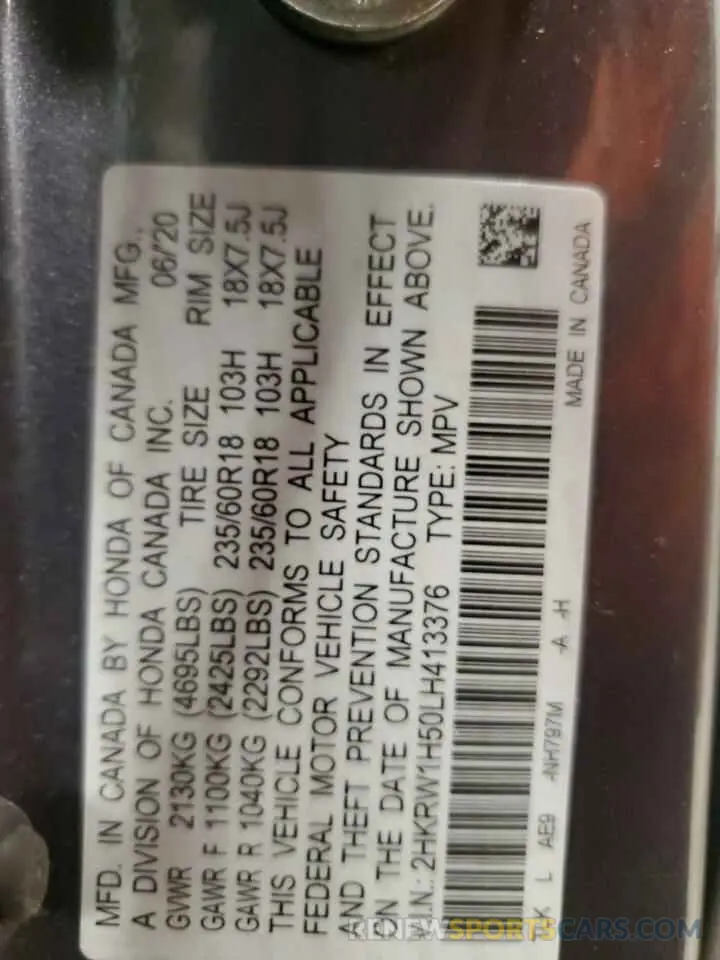 MFD. IN CANADA BY HONDA OF CANADA MFG.,
A DIVISION OF HONDA CANADA INC. 06/'20
GVWR 2130KG (4695LBS) TIRE SIZE RIM SIZE
GAWR F 1100KG (2425LBS) 235/60R18 103H 18X7.5J
GAWR R 1040KG (2292LBS) 235/60R18 103H 18X7.5J
THIS VEHICLE CONFORMS TO ALL APPLICABLE
FEDERAL MOTOR VEHICLE SAFETY
AND THEFT PREVENTION STANDARDS IN EFFECT
ON THE DATE OF MANUFACTURE SHOWN ABOVE.
V.I.N.: 2HKRW1H50LH413376 TYPE: MPV
L AE9 -NH797M -A -H
MADE IN CANADA
RENEWSPORTSCARS.COM